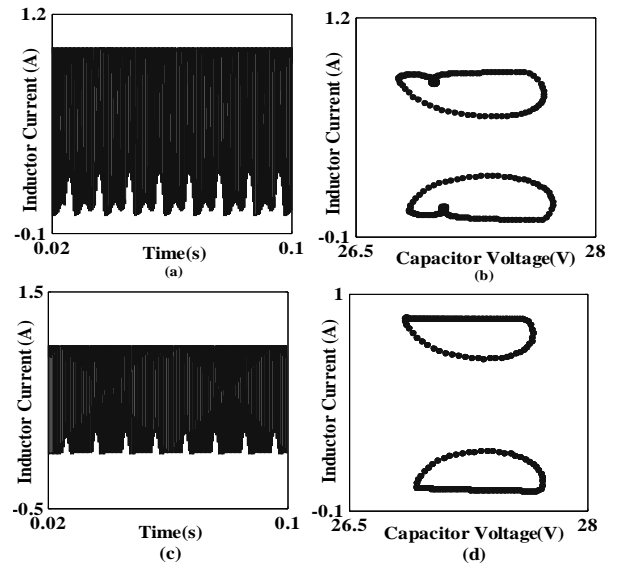 1.2
Inductor Current (A)
-0.1
0.02
Time(s)
0.1
(a)
1.2
Inductor Current (A)
-0.1
26.5
Capacitor Voltage(V)
28
(b)
1.5
Inductor Current (A)
-0.5
0.02
Time(s)
0.1
(c)
1
Inductor Current (A)
-0.1
26.5
Capacitor Voltage(V)
28
(d)